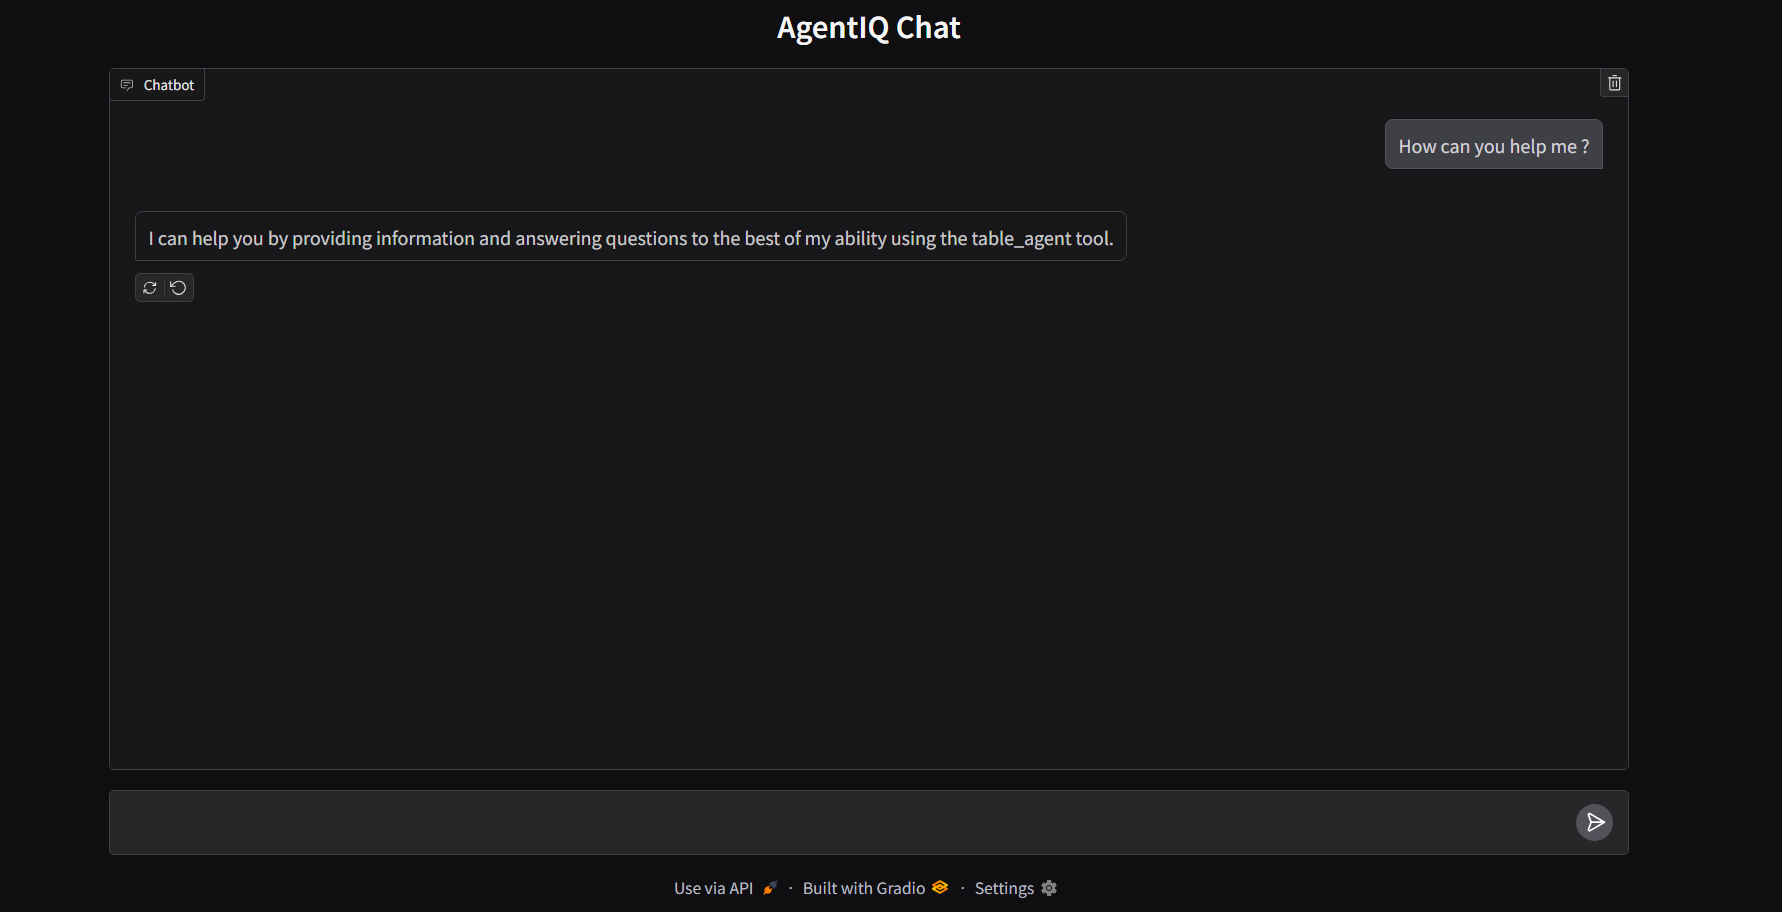 AgentIQ Chat
Chatbot
How can you help me ?
I can help you by providing information and answering questions to the best of my ability using the table_agent tool.
Use via API · Built with Gradio · Settings